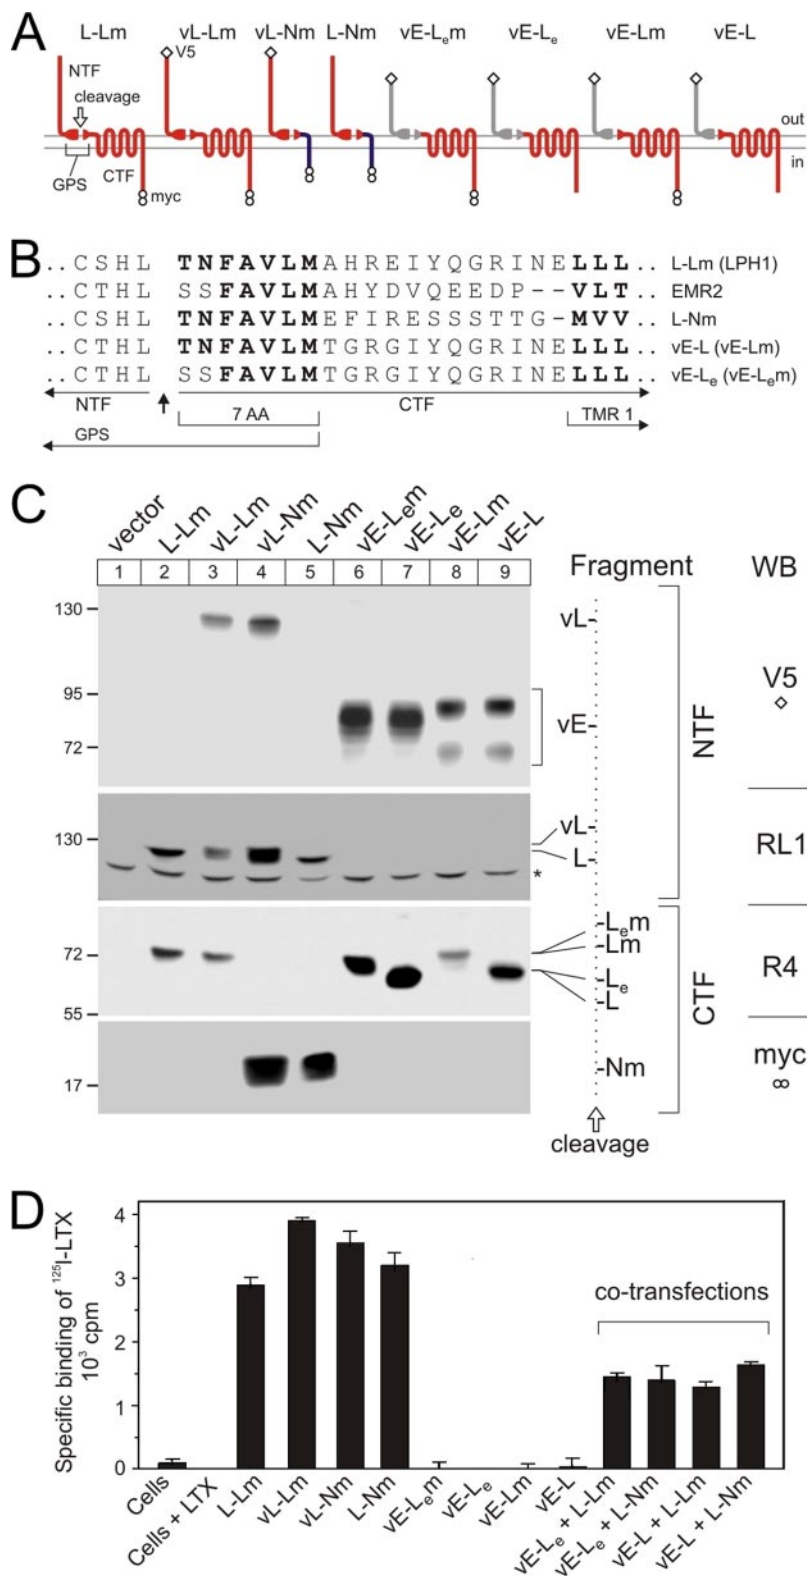 A
L-Lm vL-Lm vL-Nm L-Nm vE-Lem vE-Le vE-Lm vE-L
V5
NTF
cleavage
out
in
GPS
CTF
myc
B
..CSHL TNFAVLMAHREIYQGRINELLL.. L-Lm (LPH1)
..CTHL SSFAVLMAHYDVQEEDP--VLT.. EMR2
..CSHL TNFAVLMEFIRESSSTTG-MVV.. L-Nm
..CTHL TNFAVLMTGRGIYQGRINELLL.. vE-L (vE-Lm)
..CTHL SSFAVLMTGRGIYQGRINELLL.. vE-Le (vE-Lem)
NTF CTF
7 AA TMR 1
GPS
C
vector L-Lm vL-Lm vL-Nm L-Nm vE-Lem vE-Le vE-Lm vE-L
1 2 3 4 5 6 7 8 9
Fragment WB
130
95
72
vL-
vE-
NTF
V5
130
vL-
L-
*
RL1
72
55
-Lem
-Lm
-Le
-L
CTF
R4
17
-Nm
myc
cleavage
D
Specific binding of 125I-LTX
10³ cpm
4
3
2
1
0
co-transfections
Cells
Cells + LTX
L-Lm
vL-Lm
vL-Nm
L-Nm
vE-Lem
vE-Le
vE-Lm
vE-L
vE-Le + L-Lm
vE-Le + L-Nm
vE-L + L-Lm
vE-L + L-Nm